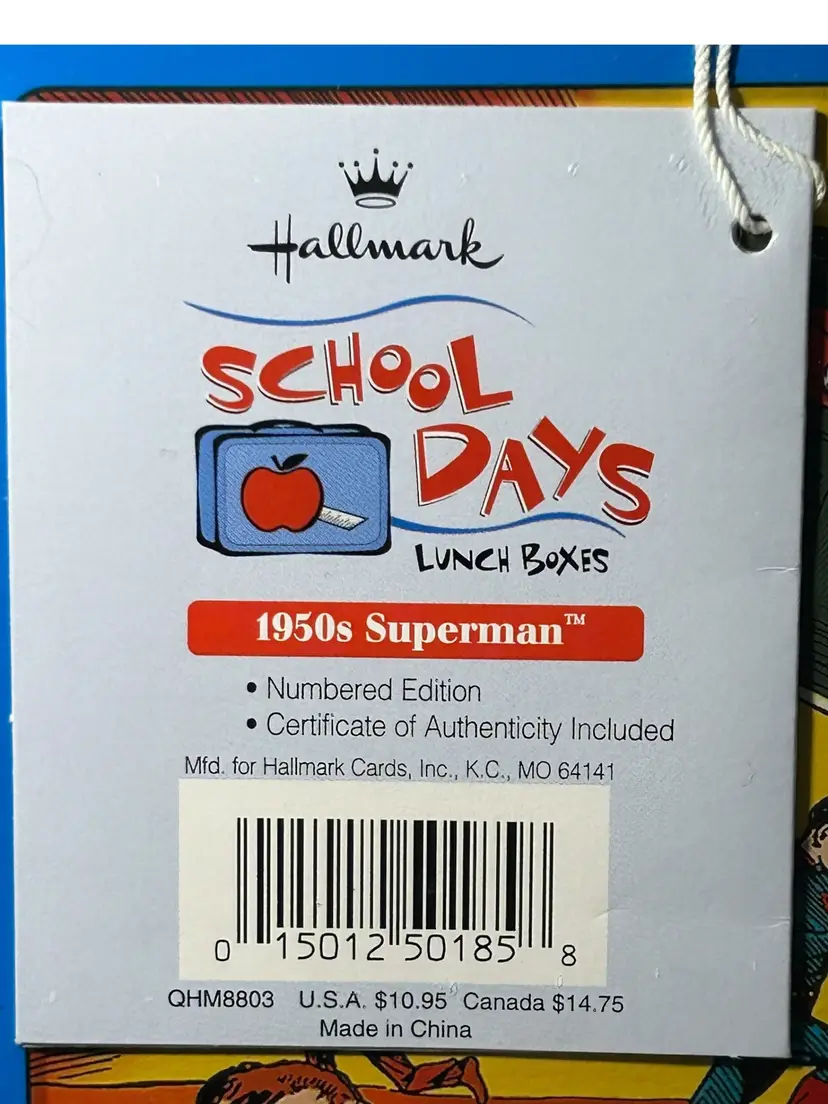 Hallmark
SCHOOL
DAYS
LUNCH BOXES
1950s Superman™
• Numbered Edition
• Certificate of Authenticity Included
Mfd. for Hallmark Cards, Inc., K.C., MO 64141
0 15012 50185 8
QHM8803 U.S.A. $10.95 Canada $14.75
Made in China